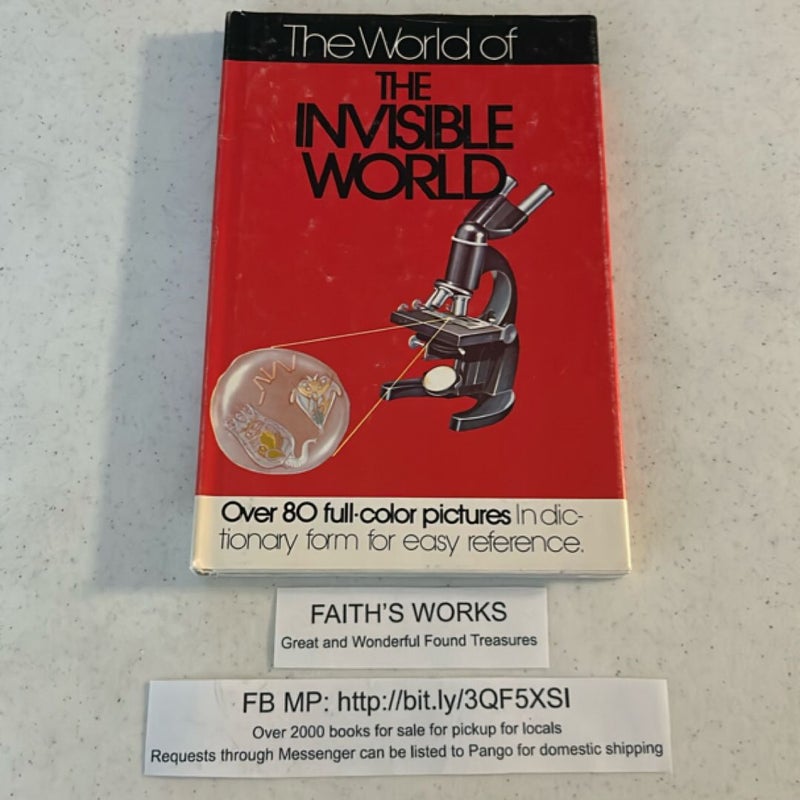 The World of
THE
INVISIBLE
WORLD
Over 80 full-color pictures In dic-
tionary form for easy reference.
FAITH'S WORKS
Great and Wonderful Found Treasures
FB MP: http://bit.ly/3QF5XSI
Over 2000 books for sale for pickup for locals
Requests through Messenger can be listed to Pango for domestic shipping